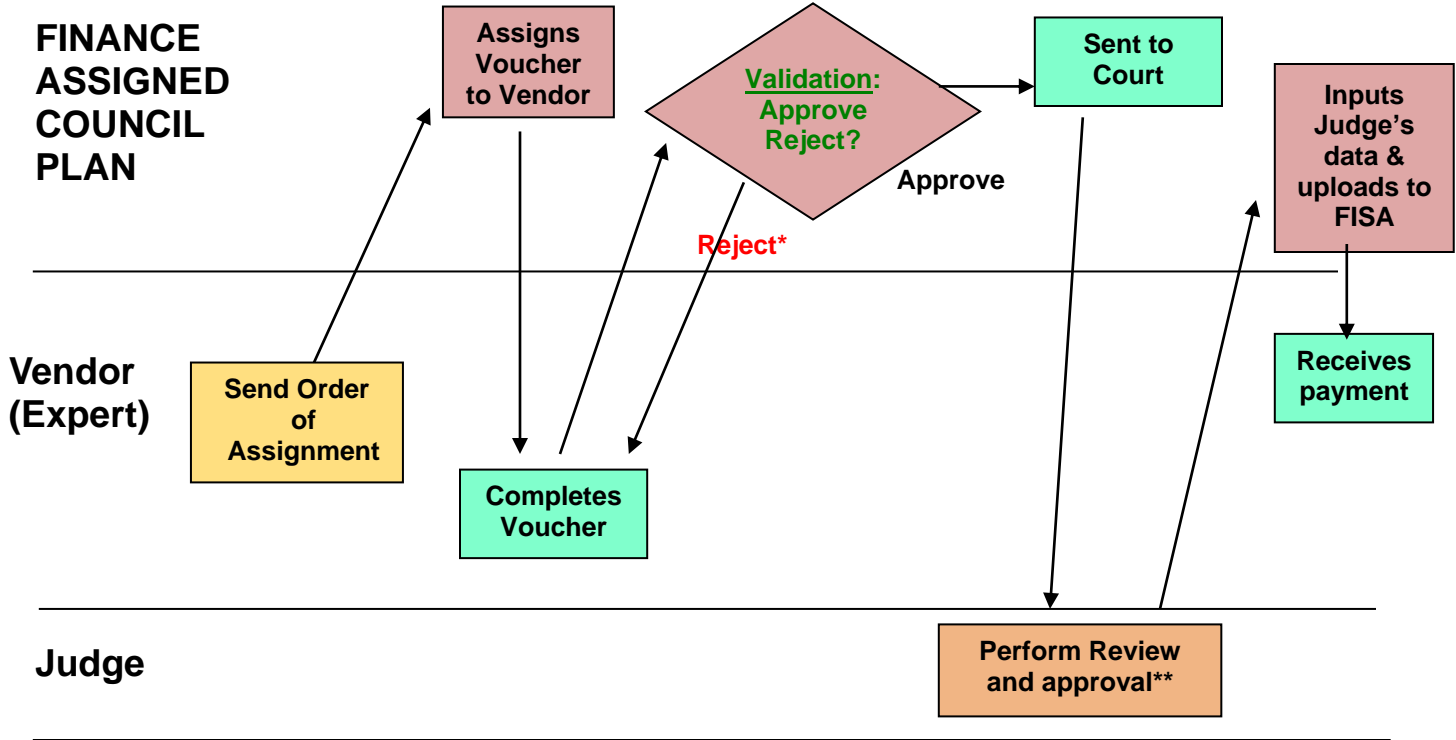 FINANCE
ASSIGNED
COUNCIL
PLAN
Assigns
Voucher
to Vendor
Validation:
Approve
Reject?
Approve
Reject*
Sent to
Court
Inputs
Judge's
data &
uploads to
FISA
Vendor
(Expert)
Send Order
of
Assignment
Completes
Voucher
Receives
payment
Judge
Perform Review
and approval**